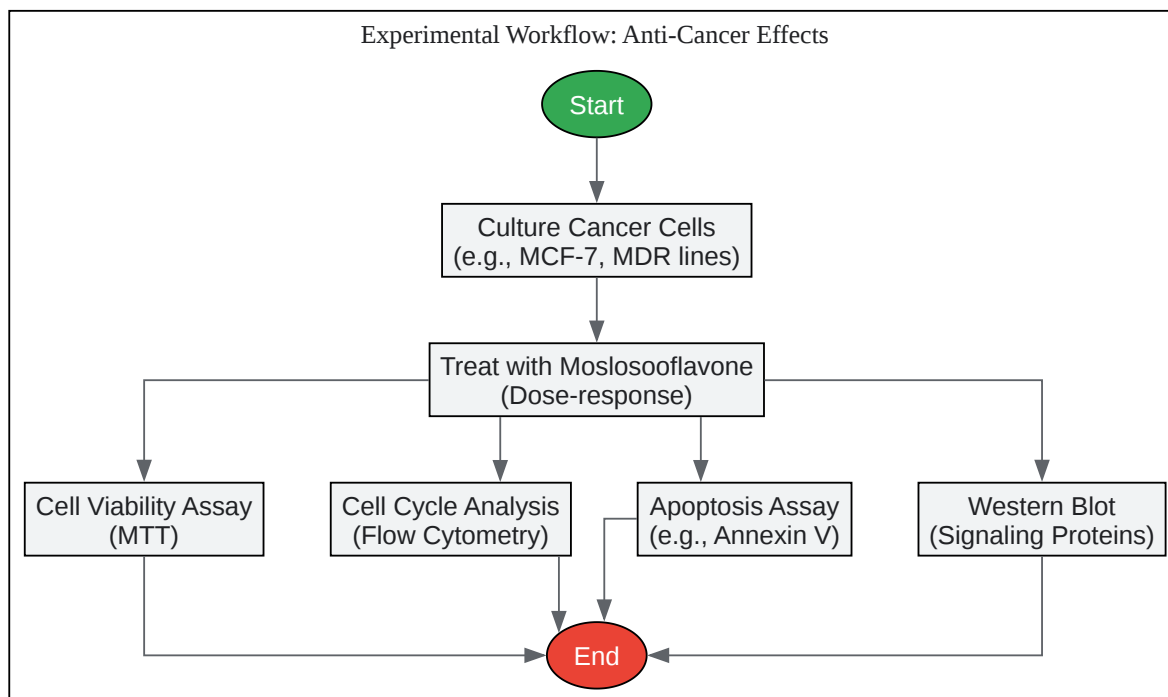 Experimental Workflow: Anti-Cancer Effects
Start
Culture Cancer Cells
(e.g., MCF-7, MDR lines)
Treat with Moslosooflavone
(Dose-response)
Cell Viability Assay
(MTT)
Cell Cycle Analysis
(Flow Cytometry)
Apoptosis Assay
(e.g., Annexin V)
Western Blot
(Signaling Proteins)
End